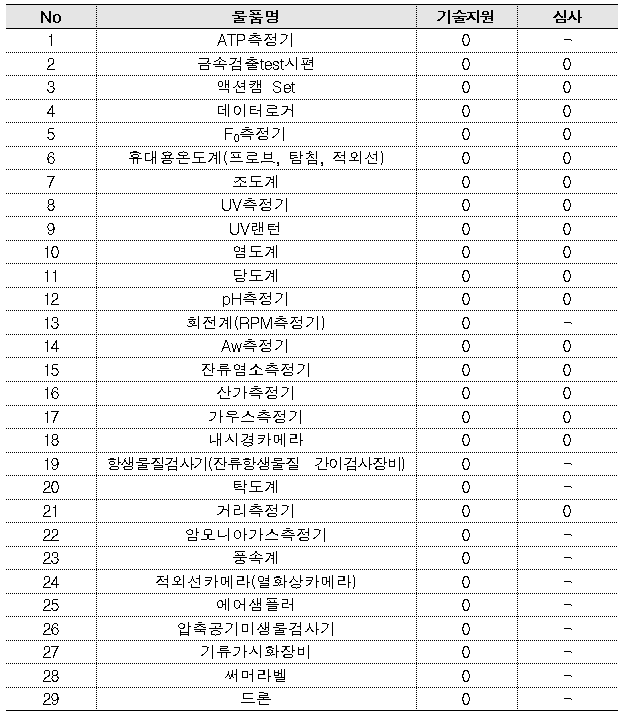 No 물품명 기술지원 심사
1 ATP측정기 0 -
2 금속검출test시편 0 0
3 액션캠 Set 0 0
4 데이터로거 0 0
5 F₀측정기 0 0
6 휴대용온도계(프로브, 탐침, 적외선) 0 0
7 조도계 0 0
8 UV측정기 0 0
9 UV랜턴 0 0
10 염도계 0 0
11 당도계 0 0
12 pH측정기 0 0
13 회전계(RPM측정기) 0 -
14 Aw측정기 0 0
15 잔류염소측정기 0 0
16 산가측정기 0 0
17 가우스측정기 0 0
18 내시경카메라 0 0
19 항생물질검사기(잔류항생물질 간이검사장비) 0 -
20 탁도계 0 -
21 거리측정기 0 0
22 암모니아가스측정기 0 -
23 풍속계 0 -
24 적외선카메라(열화상카메라) 0 -
25 에어샘플러 0 -
26 압축공기미생물검사기 0 -
27 기류가시화장비 0 -
28 써머라벨 0 -
29 드론 0 -